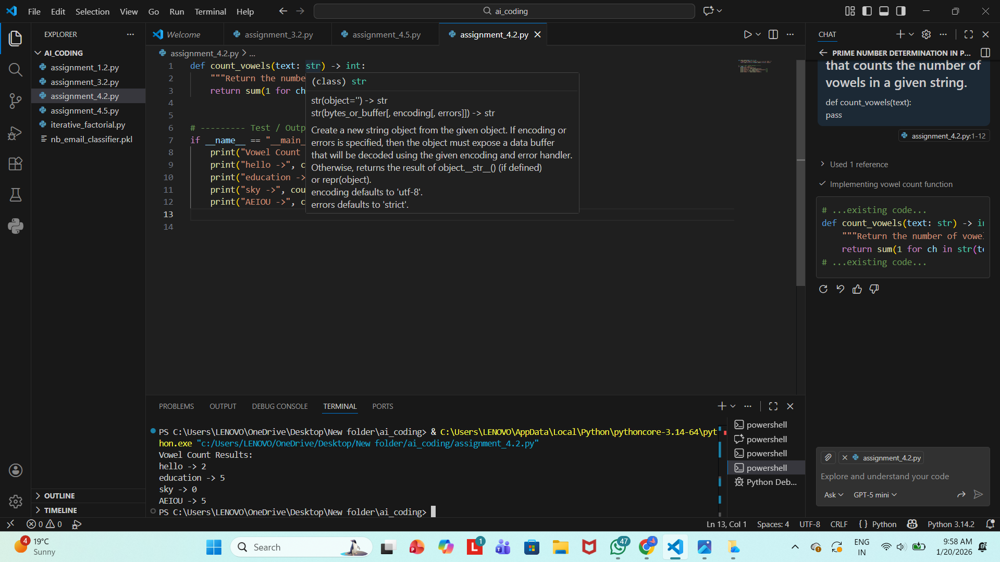 File Edit Selection View Go Run Terminal Help
ai_coding
EXPLORER
AI_CODING
assignment_1.2.py
assignment_3.2.py
assignment_4.2.py
assignment_4.5.py
iterative_factorial.py
nb_email_classifier.pkl
OUTLINE
TIMELINE
Welcome assignment_3.2.py assignment_4.5.py assignment_4.2.py
assignment_4.2.py > ...
1 def count_vowels(text: str) -> int:
2 """Return the numbe
3 return sum(1 for ch
4
5
6 # --------- Test / Outp
7 if __name__ == "__main_
8 print("Vowel Count
9 print("hello ->", c
10 print("education ->
11 print("sky ->", cou
12 print("AEIOU ->", c
13
14
(class) str
str(object='') -> str
str(bytes_or_buffer[, encoding[, errors]]) -> str
Create a new string object from the given object. If encoding or
errors is specified, then the object must expose a data buffer
that will be decoded using the given encoding and error handler.
Otherwise, returns the result of object.__str__() (if defined)
or repr(object).
encoding defaults to 'utf-8'.
errors defaults to 'strict'.
PROBLEMS OUTPUT DEBUG CONSOLE TERMINAL PORTS
PS C:\Users\LENOVO\OneDrive\Desktop\New folder\ai_coding> & C:\Users\LENOVO\AppData\Local\Python\pythoncore-3.14-64\pyt
hon.exe "c:/Users/LENOVO/OneDrive/Desktop/New folder/ai_coding/assignment_4.2.py"
Vowel Count Results:
hello -> 2
education -> 5
sky -> 0
AEIOU -> 5
PS C:\Users\LENOVO\OneDrive\Desktop\New folder\ai_coding>
powershell
powershell
powershell
powershell
Python Deb...
CHAT
PRIME NUMBER DETERMINATION IN P...
that counts the number of
vowels in a given string.
def count_vowels(text):
pass
assignment_4.2.py:1-12
Used 1 reference
Implementing vowel count function
# ...existing code...
def count_vowels(text: str) -> i
"""Return the number of vowe
return sum(1 for ch in str(te
# ...existing code...
assignment_4.2.py
Explore and understand your code
Ask GPT-5 mini
0 0
Ln 13, Col 1 Spaces: 4 UTF-8 CRLF { } Python Python 3.14.2
4
19°C
Sunny
Search
1
47
ENG
IN
9:58 AM
1/20/2026